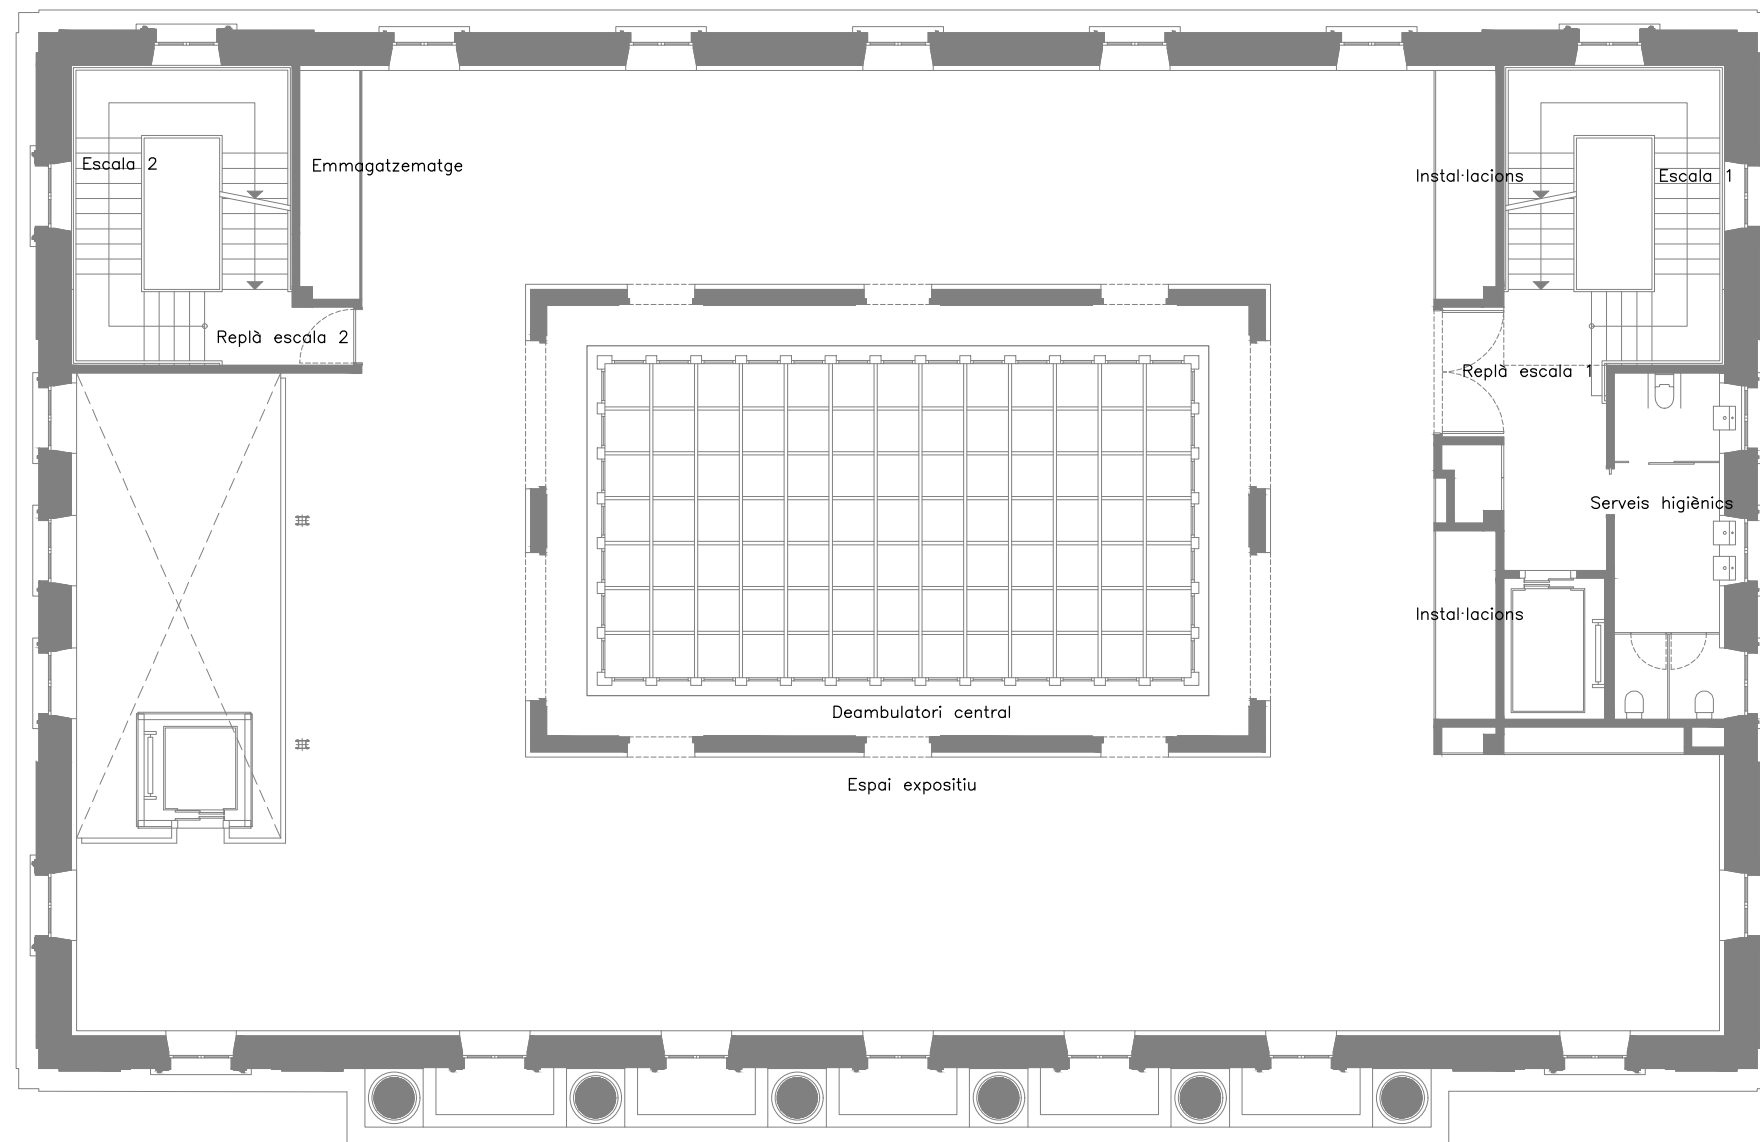 Escala 2
Emmagatzematge
Instal·lacions
Escala 1
Replà escala 2
Replà escala 1
Serveis higiènics
Instal·lacions
Deambulatori central
Espai expositiu